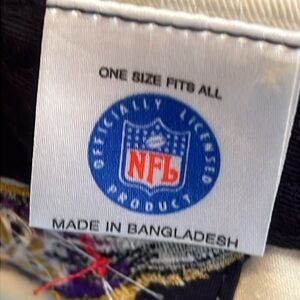 ONE SIZE FITS ALL
OFFICIALLY LICENSED
NFL
PRODUCT
MADE IN BANGLADESH